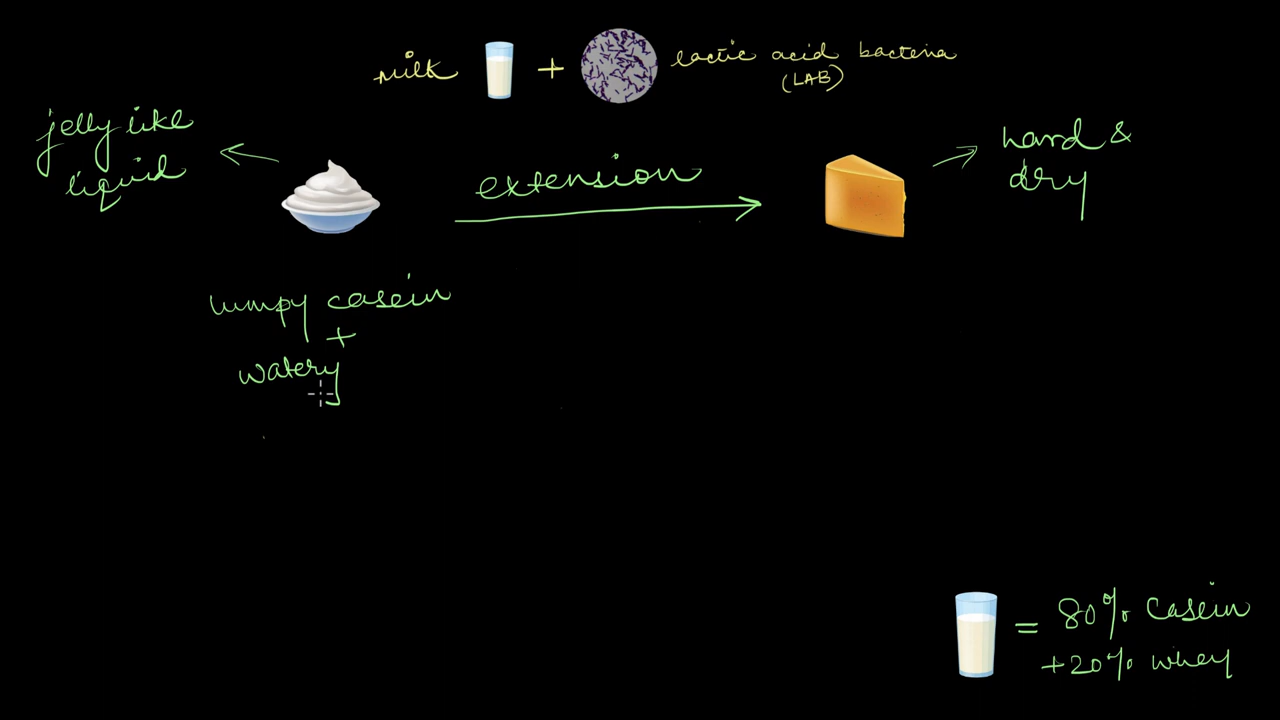 milk + lactic acid bacteria
(LAB)
jelly like
liquid
extension
hard &
dry
lumpy casein
+
watery
= 80% casein
+20% whey